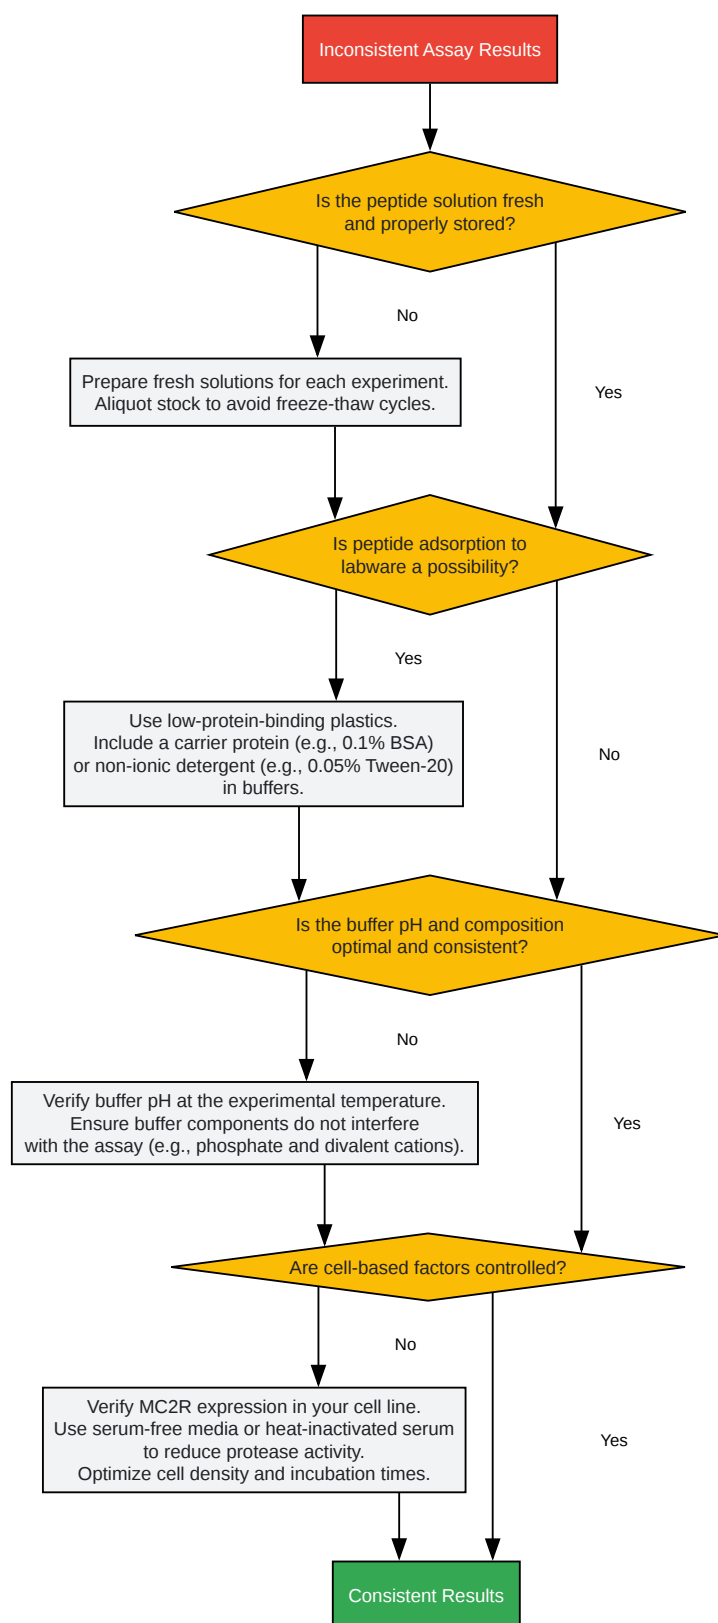 Inconsistent Assay Results
Is the peptide solution fresh
and properly stored?
No
Prepare fresh solutions for each experiment.
Aliquot stock to avoid freeze-thaw cycles.
Yes
Is peptide adsorption to
labware a possibility?
Yes
Use low-protein-binding plastics.
Include a carrier protein (e.g., 0.1% BSA)
or non-ionic detergent (e.g., 0.05% Tween-20)
in buffers.
No
Is the buffer pH and composition
optimal and consistent?
No
Verify buffer pH at the experimental temperature.
Ensure buffer components do not interfere
with the assay (e.g., phosphate and divalent cations).
Yes
Are cell-based factors controlled?
No
Verify MC2R expression in your cell line.
Use serum-free media or heat-inactivated serum
to reduce protease activity.
Optimize cell density and incubation times.
Yes
Consistent Results